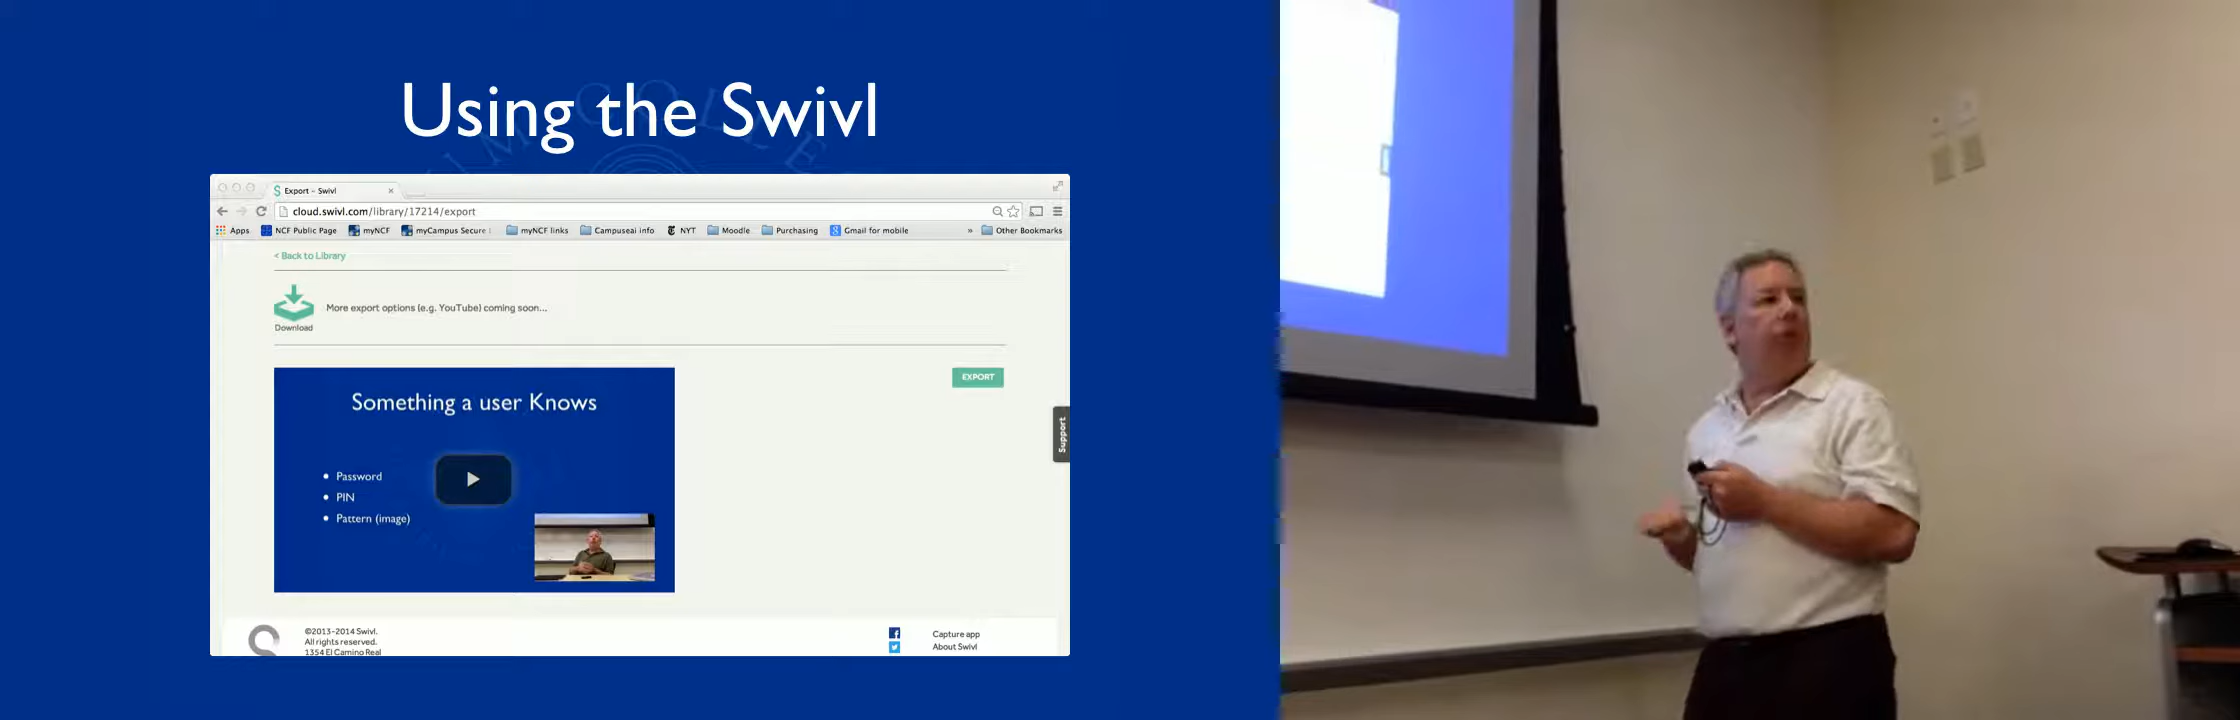 Using the Swivl
Export - Swivl
cloud.swivl.com/library/17214/export
Apps NCF Public Page myNCF myCampus Secure myNCF links Campuseai info NYT Moodle Purchasing Gmail for mobile » Other Bookmarks
< Back to Library
More export options (e.g. YouTube) coming soon...
Download
EXPORT
Something a user Knows
• Password
• PIN
• Pattern (image)
Support
©2013-2014 Swivl.
All rights reserved.
1354 El Camino Real
Capture app
About Swivl